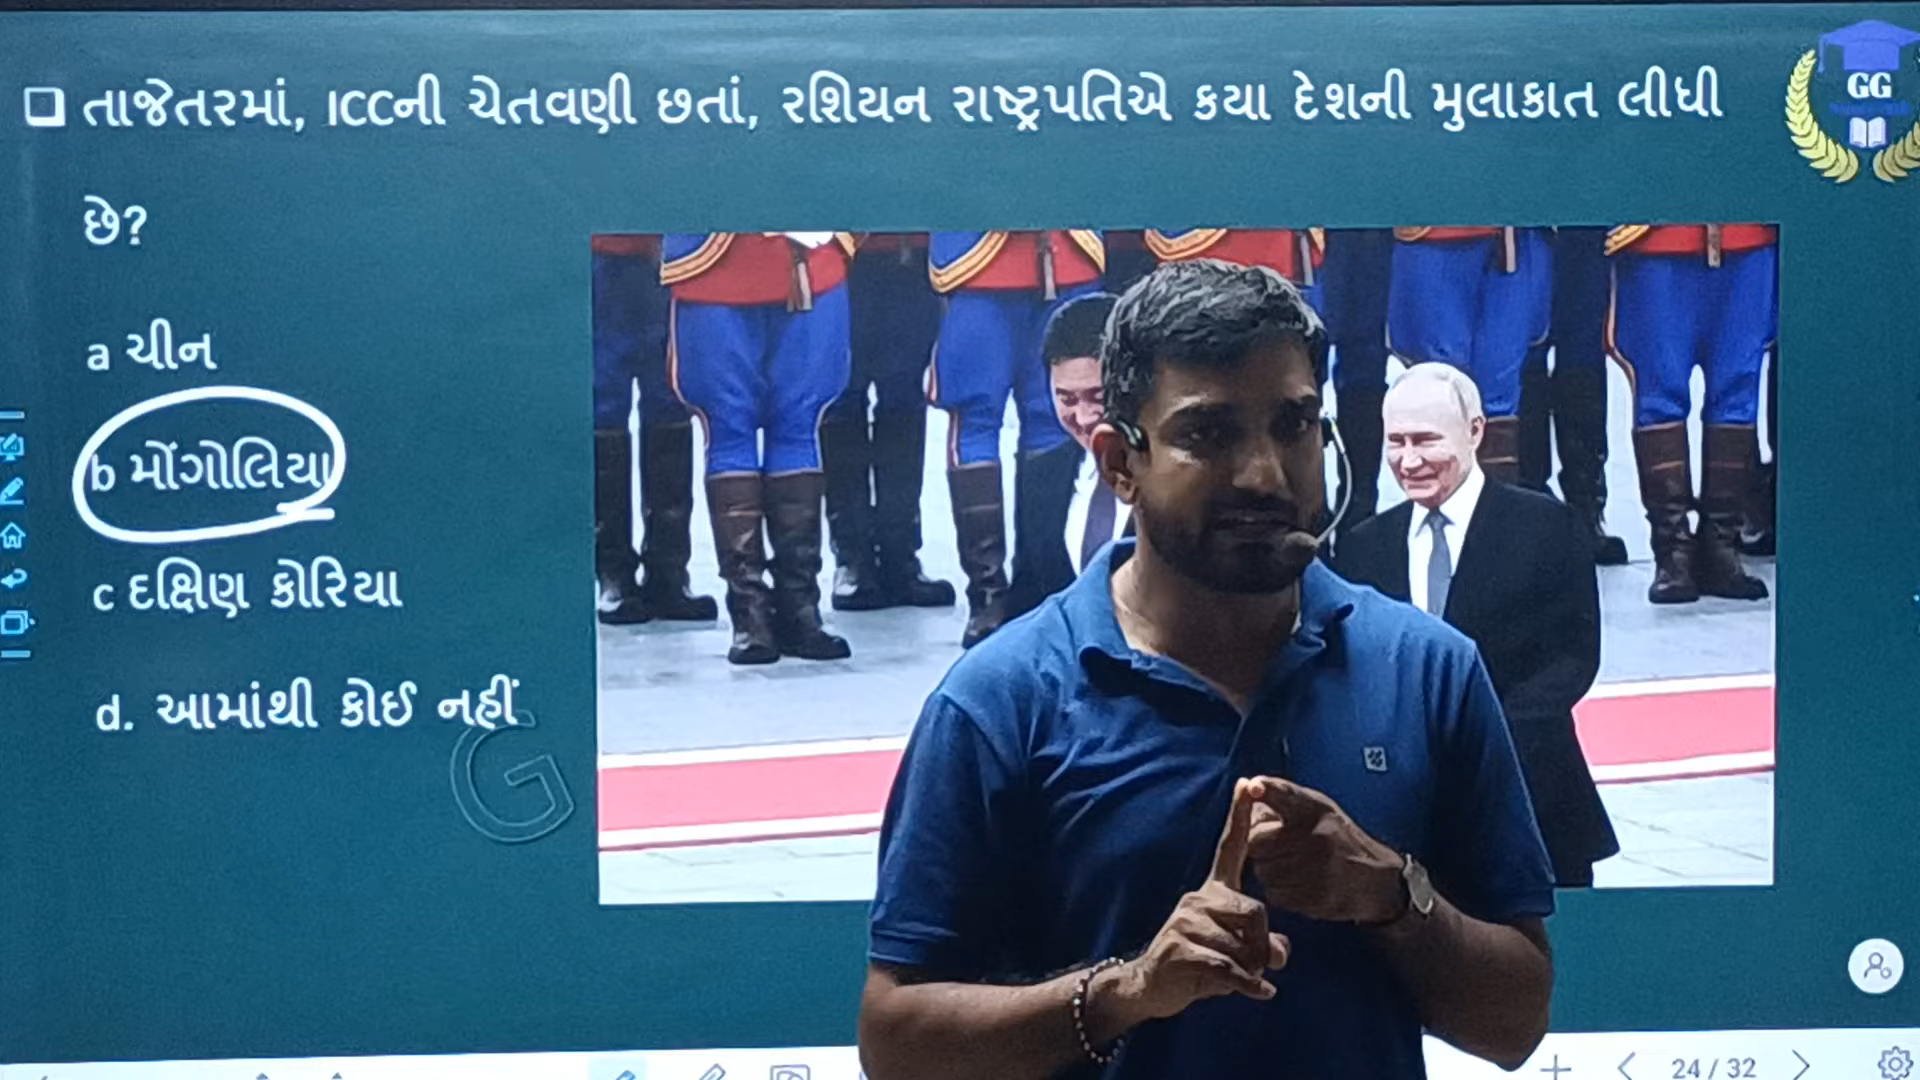 ❑ તાજેતરમાં, ICCની ચેતવણી છતાં, રશિયન રાષ્ટ્રપતિએ કયા દેશની મુલાકાત લીધી
છે?
a ચીન
b મોંગોલિયા
c દક્ષિણ કોરિયા
d. આમાંથી કોઈ નહીં
G
GG
24 / 32